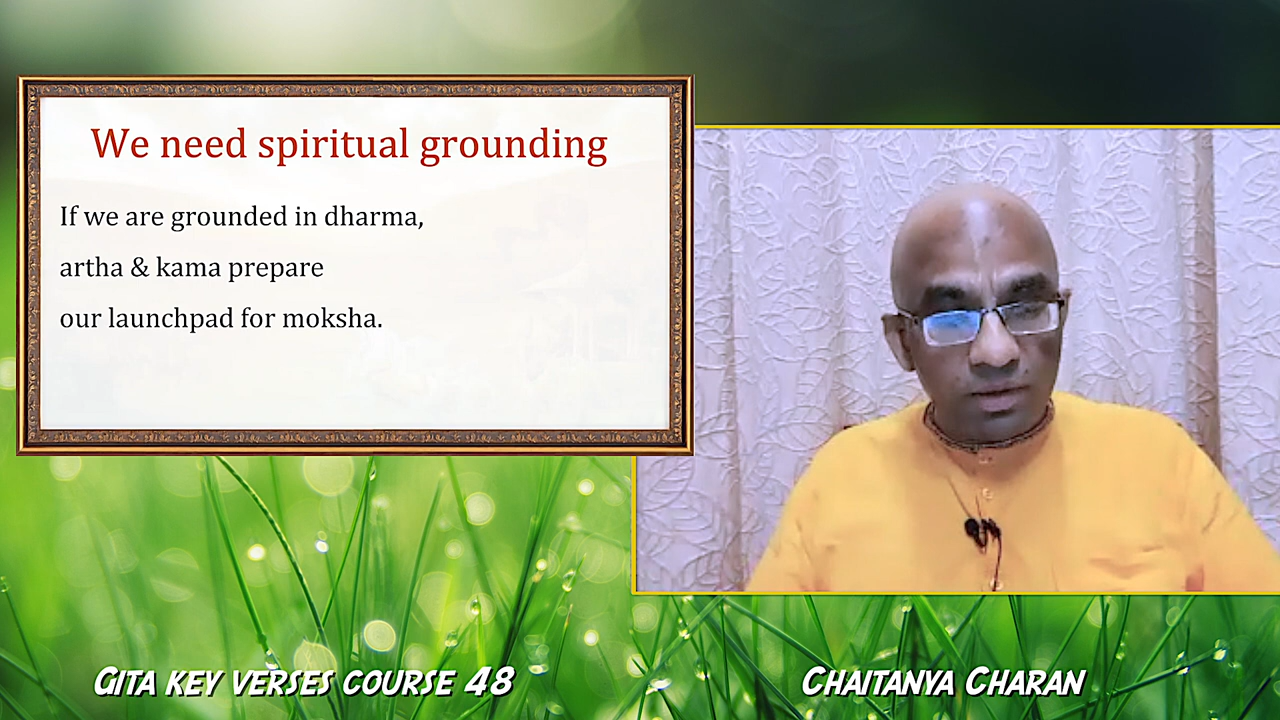 We need spiritual grounding
If we are grounded in dharma,
artha & kama prepare
our launchpad for moksha.
GITA KEY VERSES COURSE 48
CHAITANYA CHARAN